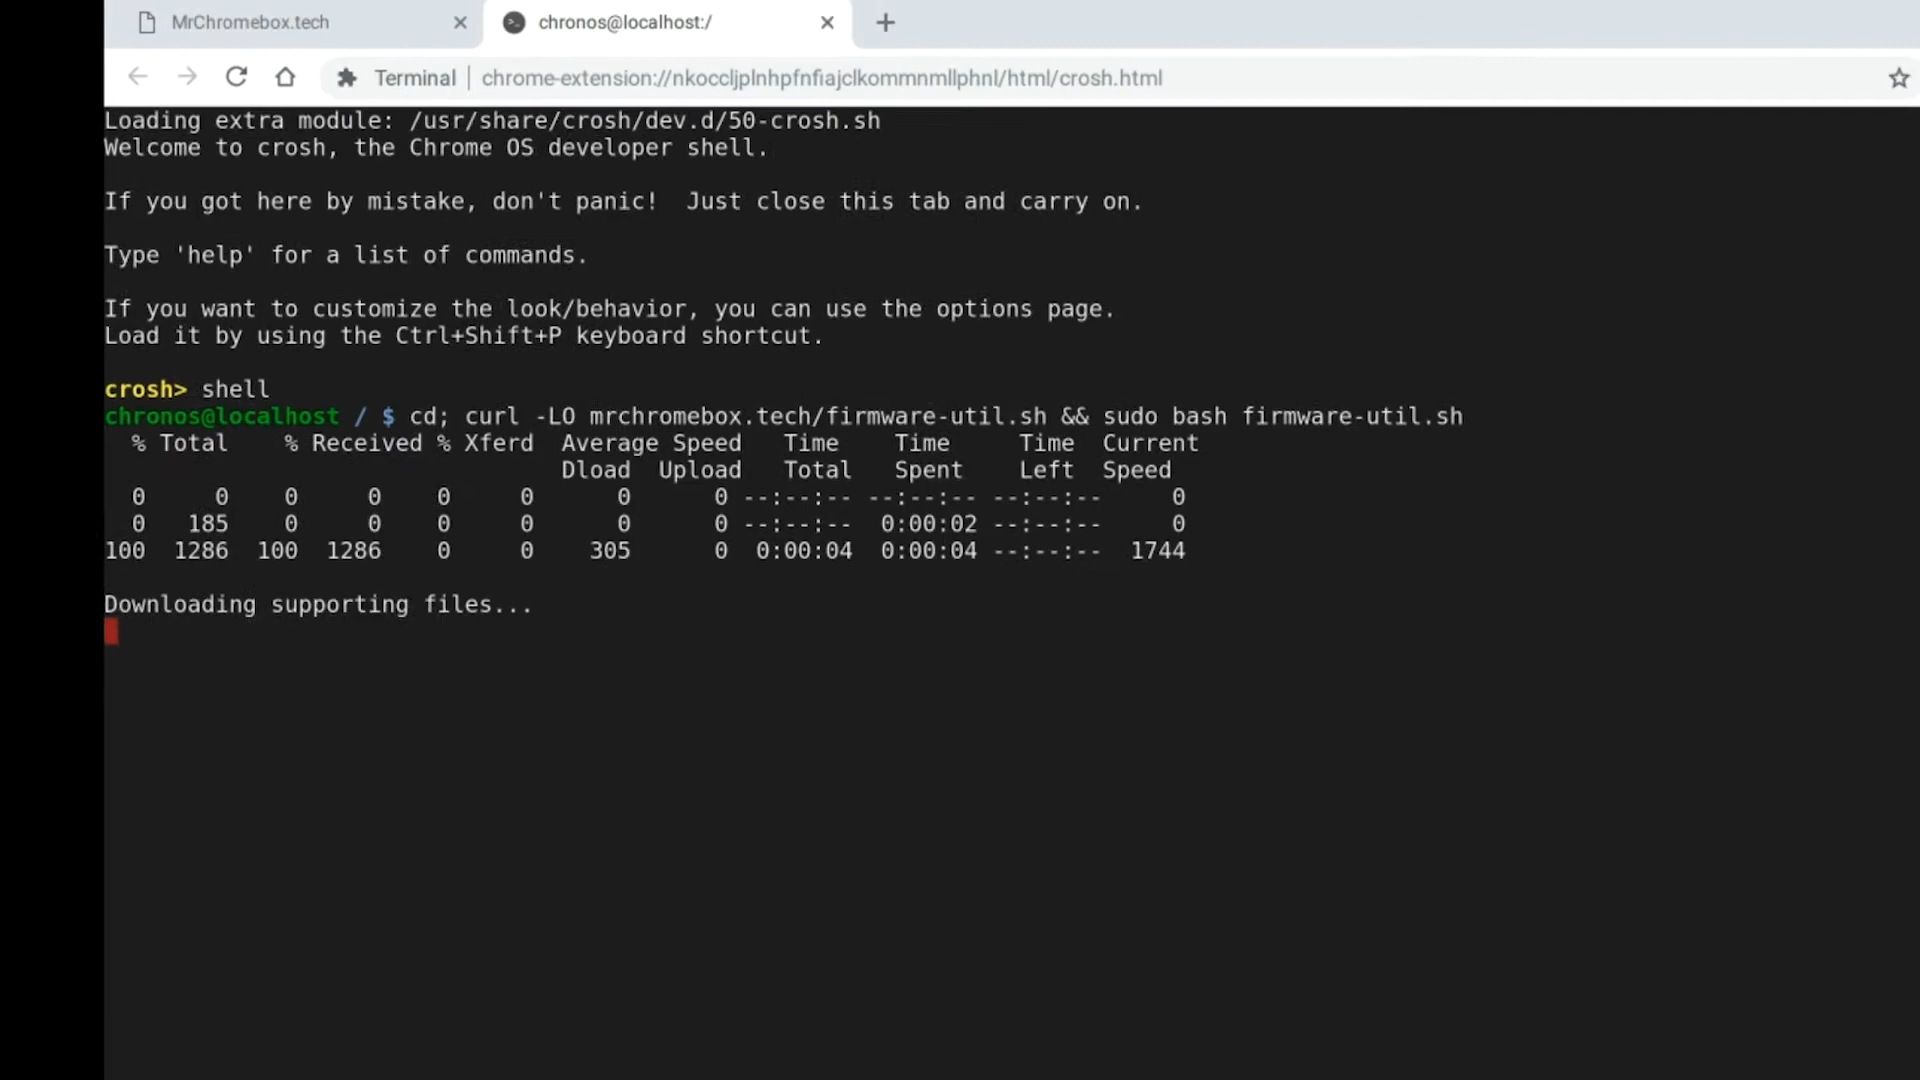 MrChromebox.tech
chronos@localhost:/
Terminal chrome-extension://nkoccljplnhpfnfiajclkommnmllphnl/html/crosh.html
Loading extra module: /usr/share/crosh/dev.d/50-crosh.sh
Welcome to crosh, the Chrome OS developer shell.
If you got here by mistake, don't panic!  Just close this tab and carry on.
Type 'help' for a list of commands.
If you want to customize the look/behavior, you can use the options page.
Load it by using the Ctrl+Shift+P keyboard shortcut.
crosh> shell
chronos@localhost / $ cd; curl -LO mrchromebox.tech/firmware-util.sh && sudo bash firmware-util.sh
  % Total    % Received % Xferd  Average Speed   Time    Time     Time  Current
                                 Dload  Upload   Total   Spent    Left  Speed
  0     0    0     0    0     0      0      0 --:--:-- --:--:-- --:--:--     0
  0   185    0     0    0     0      0      0 --:--:--  0:00:02 --:--:--     0
100  1286  100  1286    0     0    305      0  0:00:04  0:00:04 --:--:--  1744
Downloading supporting files...